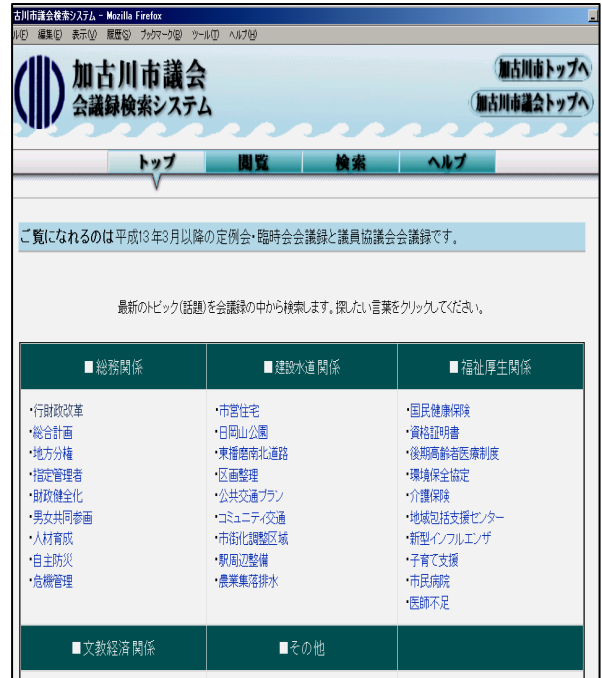 古川市議会検索システム - Mozilla Firefox
ル(F) 編集(E) 表示(V) 履歴(S) ブックマーク(B) ツール(T) ヘルプ(H)
加古川市議会
会議録検索システム
加古川市トップへ
加古川市議会トップへ
トップ 閲覧 検索 ヘルプ
ご覧になれるのは平成13年3月以降の定例会・臨時会会議録と議員協議会会議録です。
最新のトピック(話題)を会議録の中から検索します。探したい言葉をクリックしてください。
■総務関係
・行財政改革
・総合計画
・地方分権
・指定管理者
・財政健全化
・男女共同参画
・人材育成
・自主防災
・危機管理
■建設水道関係
・市営住宅
・日岡山公園
・東播磨南北道路
・区画整理
・公共交通プラン
・コミュニティ交通
・市街化調整区域
・駅周辺整備
・農業集落排水
■福祉厚生関係
・国民健康保険
・資格証明書
・後期高齢者医療制度
・環境保全協定
・介護保険
・地域包括支援センター
・新型インフルエンザ
・子育て支援
・市民病院
・医師不足
■文教経済関係
■その他